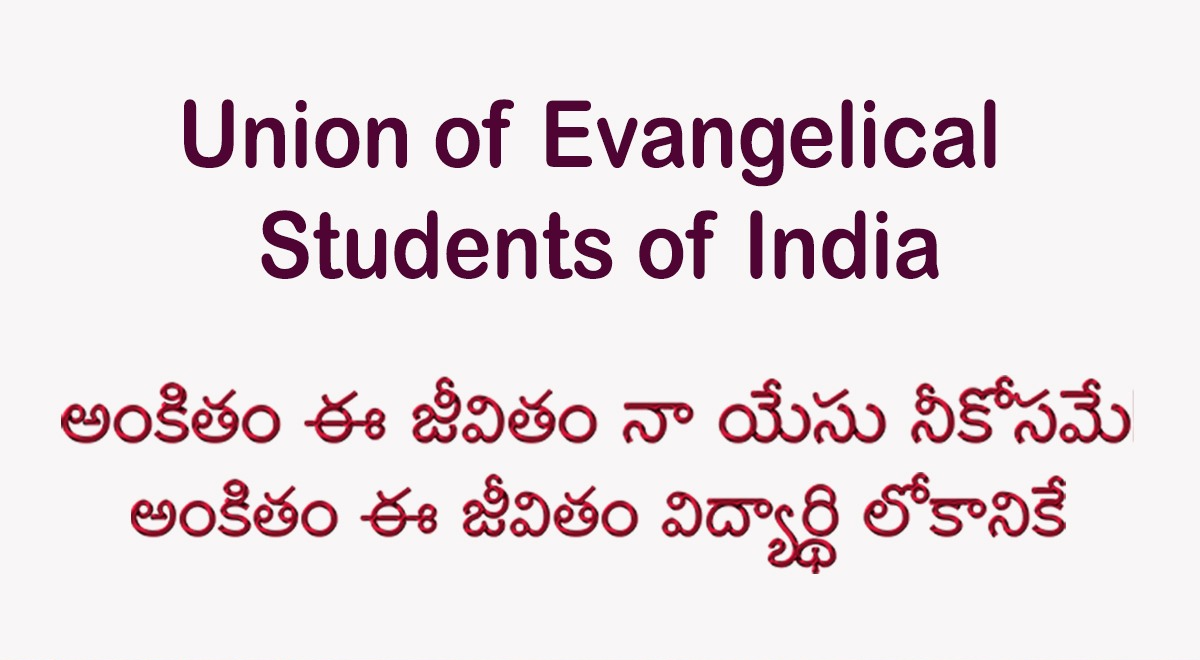 Union of Evangelical
Students of India
అంకితం ఈ జీవితం నా యేసు నీకోసమే
అంకితం ఈ జీవితం విద్యార్థి లోకానికే